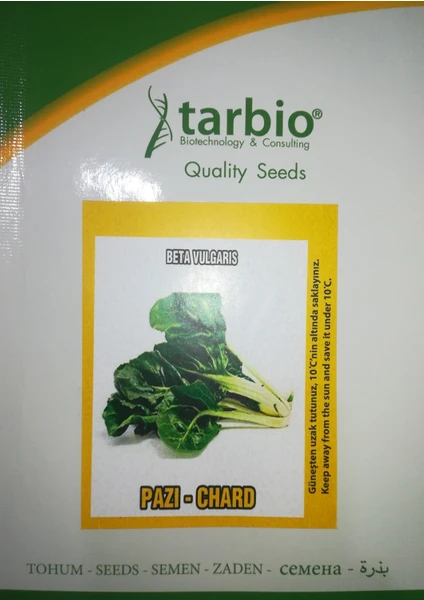 tarbio®
Biotechnology & Consulting
Quality Seeds
BETA VULGARIS
Güneşten uzak tutunuz, 10°C'nin altında saklayınız.
Keep away from the sun and save it under 10°C.
PAZI - CHARD
TOHUM - SEEDS - SEMEN - ZADEN - семена - بذرة